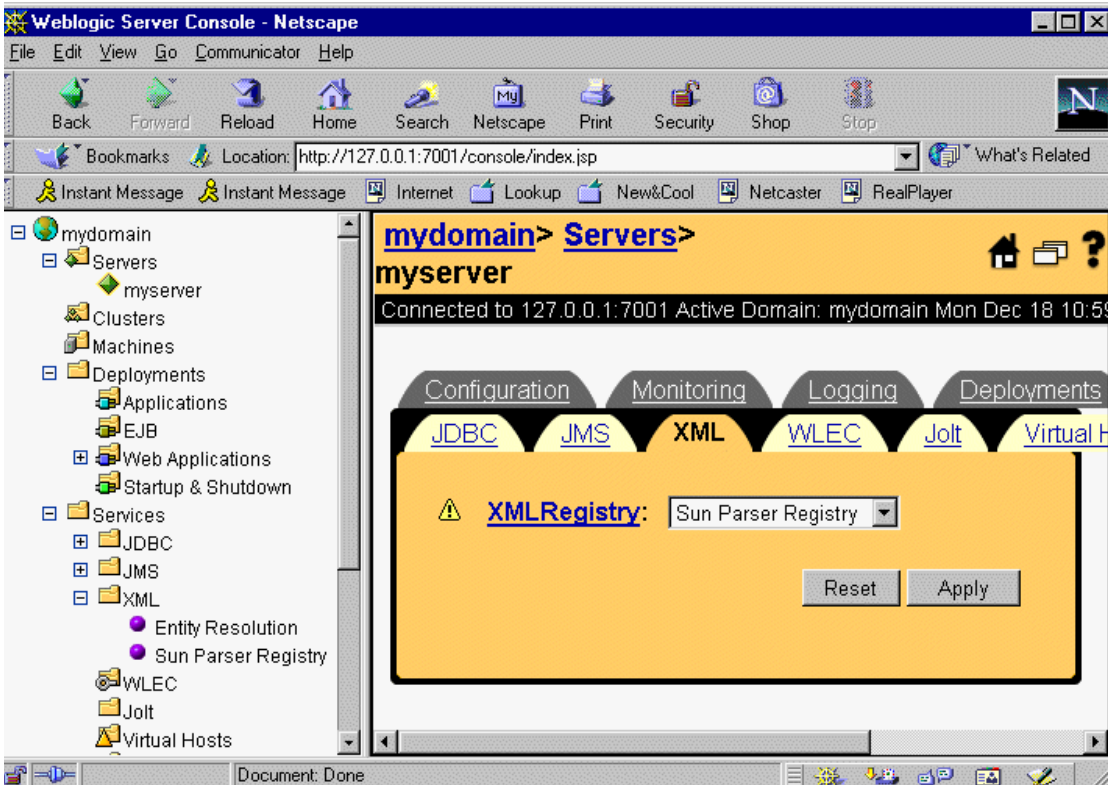 Weblogic Server Console - Netscape
File Edit View Go Communicator Help
My
N
Back Forward Reload Home Search Netscape Print Security Shop Stop
Bookmarks Location: http://127.0.0.1:7001/console/index.jsp What's Related
Instant Message Instant Message Internet Lookup New&Cool Netcaster RealPlayer
mydomain
Servers
myserver
Clusters
Machines
Deployments
Applications
EJB
Web Applications
Startup & Shutdown
Services
JDBC
JMS
XML
Entity Resolution
Sun Parser Registry
WLEC
Jolt
Virtual Hosts
mydomain> Servers>
myserver
?
Connected to 127.0.0.1:7001 Active Domain: mydomain Mon Dec 18 10:59
Configuration Monitoring Logging Deployments
JDBC JMS XML WLEC Jolt Virtual H
XMLRegistry: Sun Parser Registry
Reset Apply
Document: Done